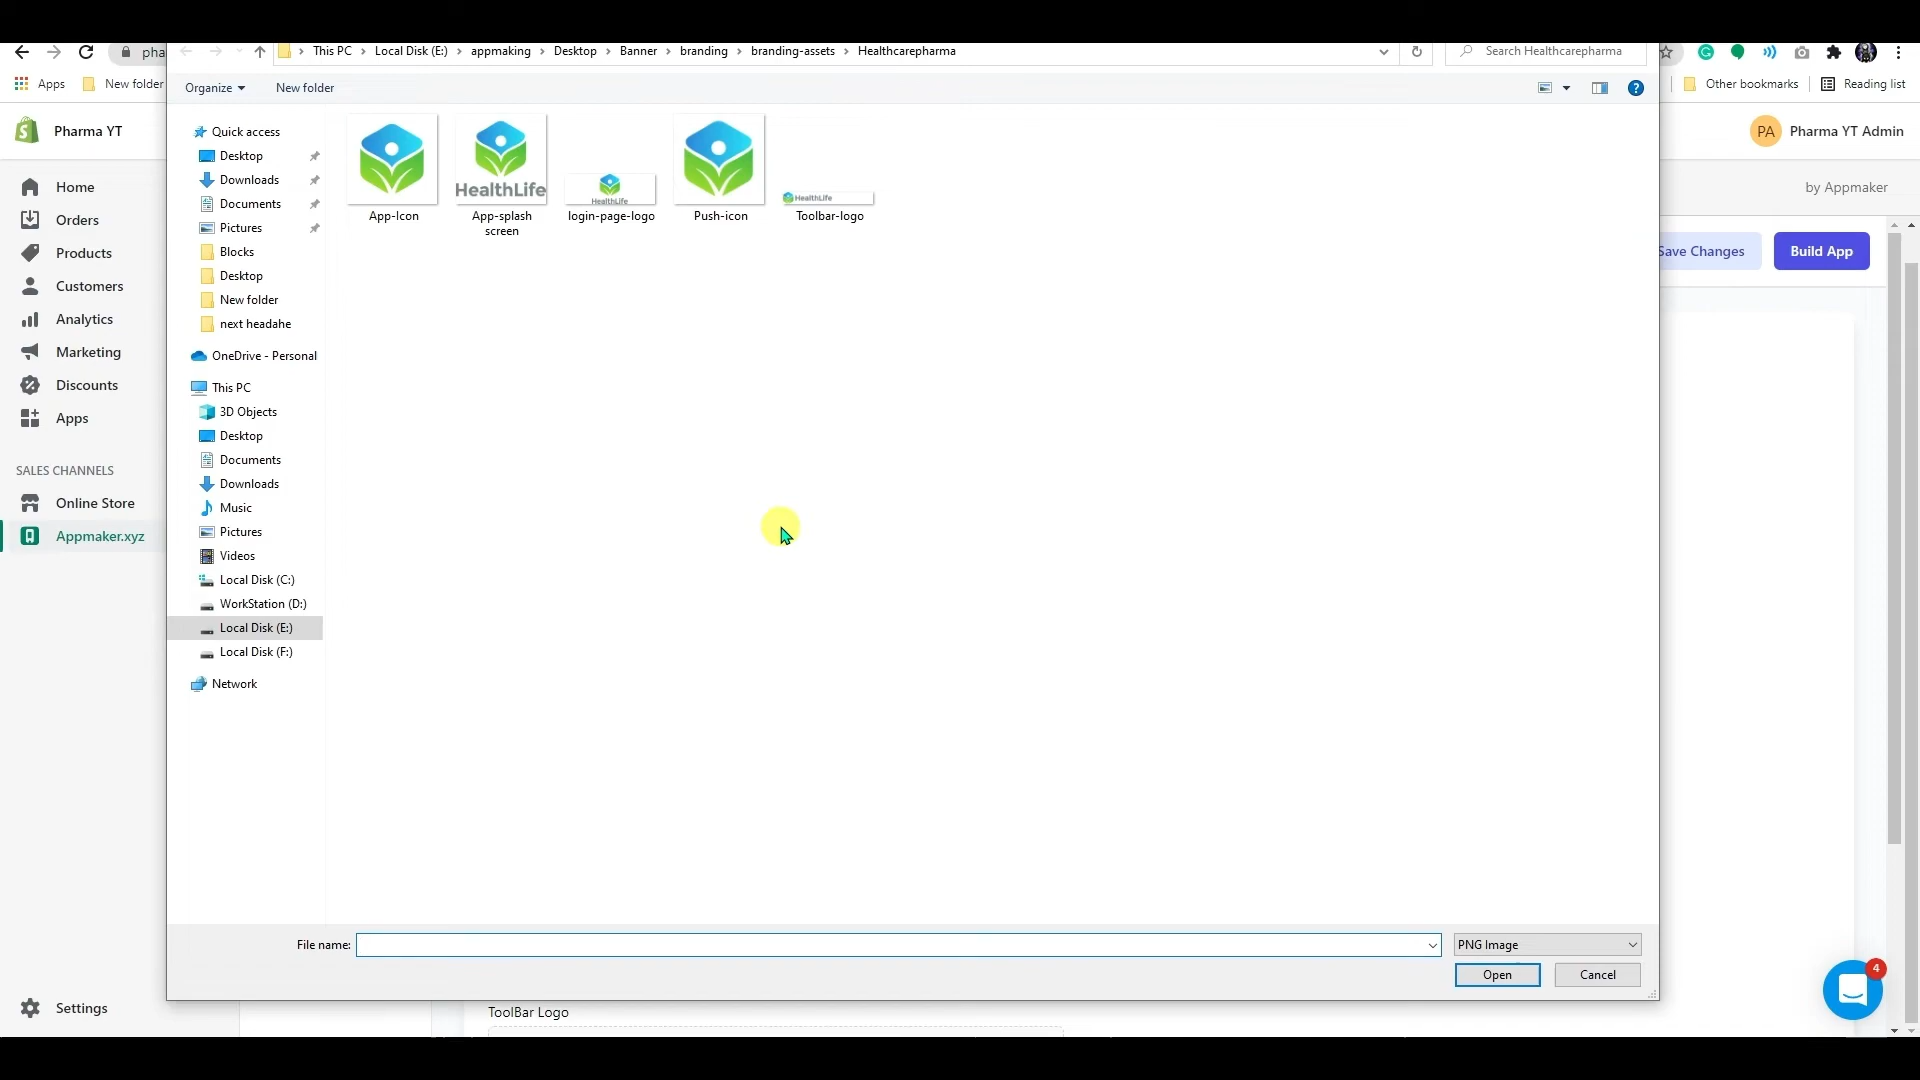 pha
This PC > Local Disk (E:) > appmaking > Desktop > Banner > branding > branding-assets > Healthcarepharma
Search Healthcarepharma
Apps
New folder
Organize
New folder
Other bookmarks
Reading list
Pharma YT
PA
Pharma YT Admin
by Appmaker
Save Changes
Build App
Home
Orders
Products
Customers
Analytics
Marketing
Discounts
Apps
SALES CHANNELS
Online Store
Appmaker.xyz
Settings
Quick access
Desktop
Downloads
Documents
Pictures
Blocks
Desktop
New folder
next headahe
OneDrive - Personal
This PC
3D Objects
Desktop
Documents
Downloads
Music
Pictures
Videos
Local Disk (C:)
WorkStation (D:)
Local Disk (E:)
Local Disk (F:)
Network
HealthLife
HealthLife
HealthLife
App-Icon
App-splash
screen
login-page-logo
Push-icon
Toolbar-logo
File name:
PNG Image
Open
Cancel
ToolBar Logo
4